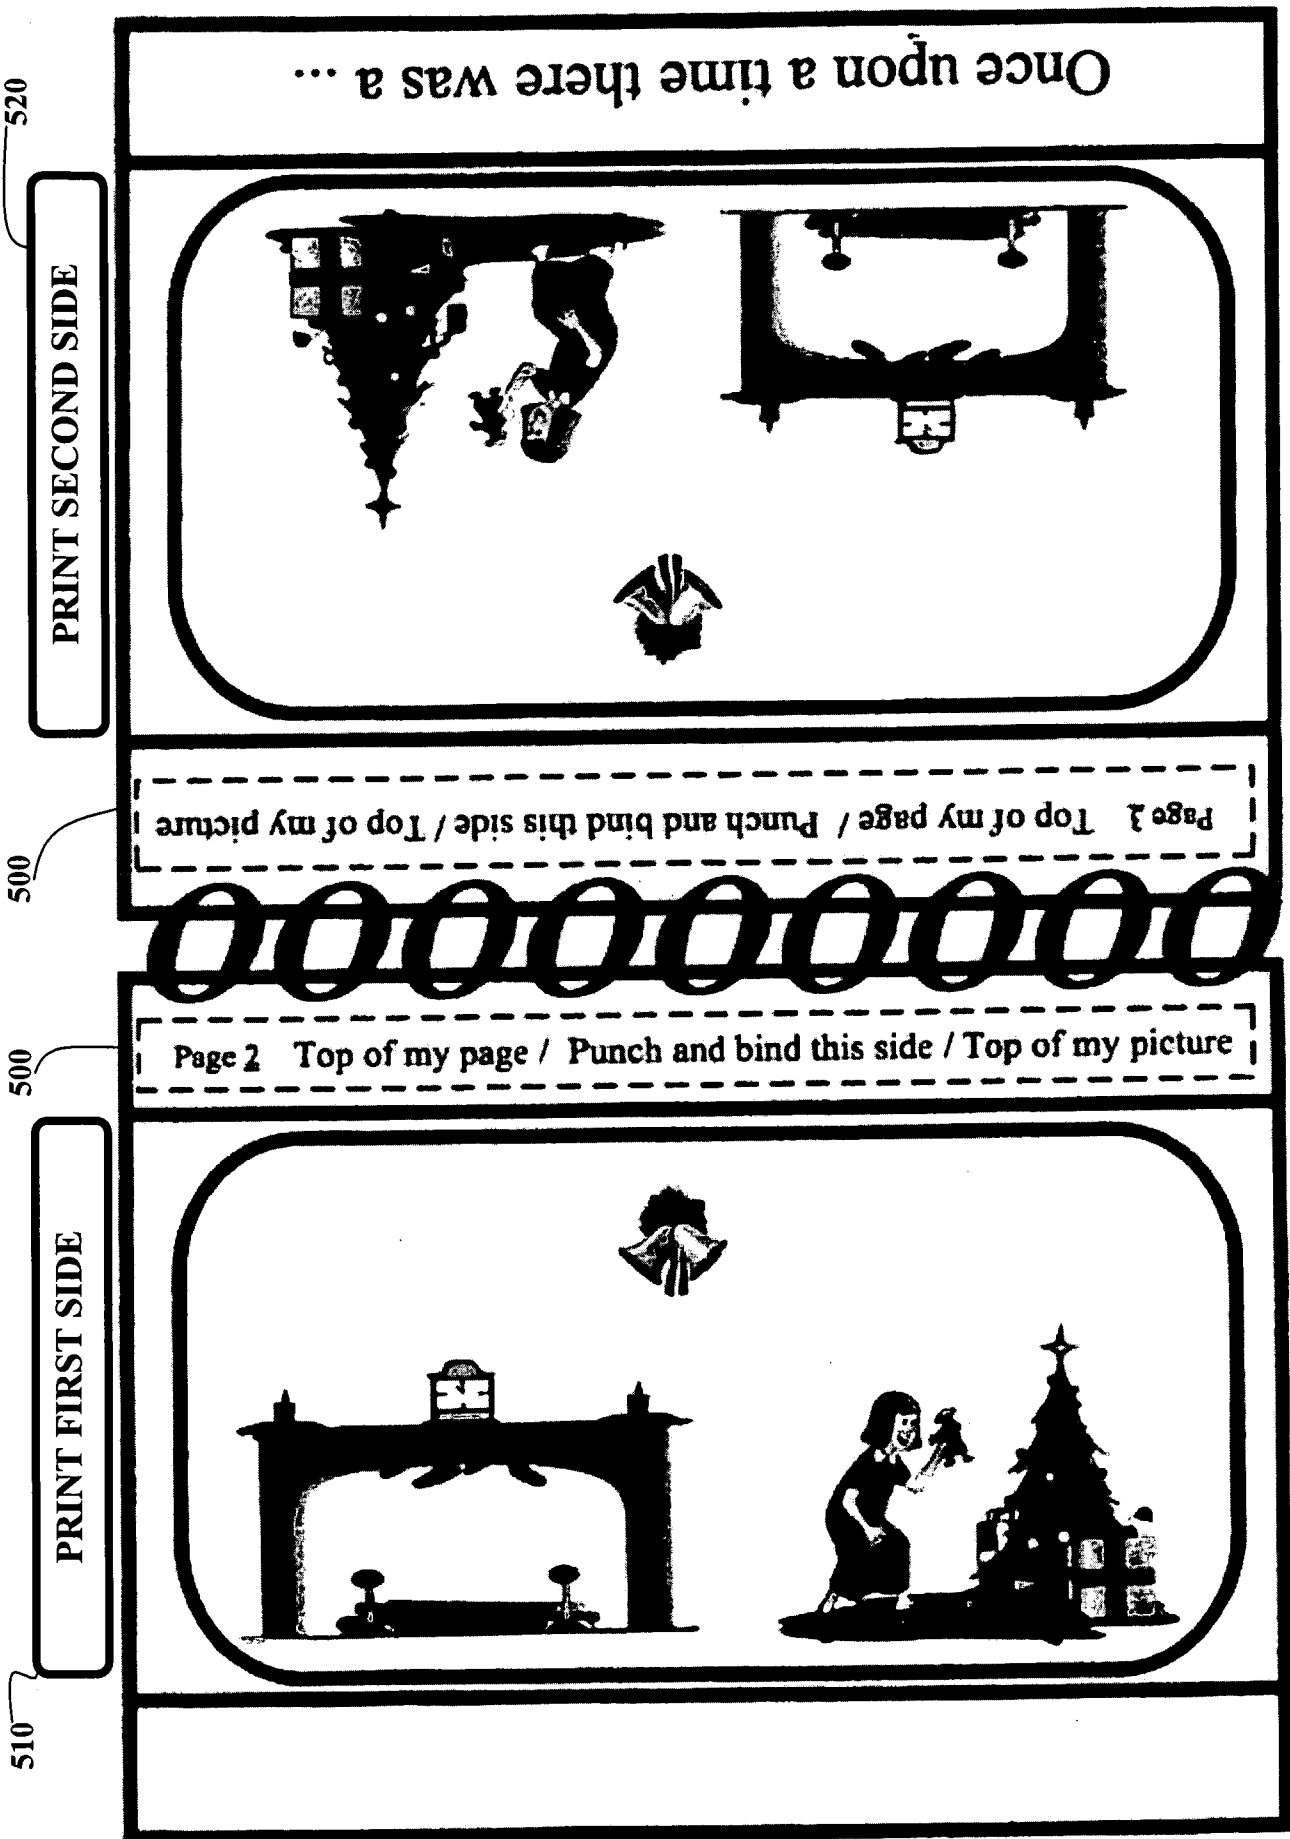 520
PRINT SECOND SIDE
Once upon a time there was a ...
500
Page Top of my page / Punch and bind this side / Top of my picture
500
Page 2 Top of my page / Punch and bind this side / Top of my picture
PRINT FIRST SIDE
510